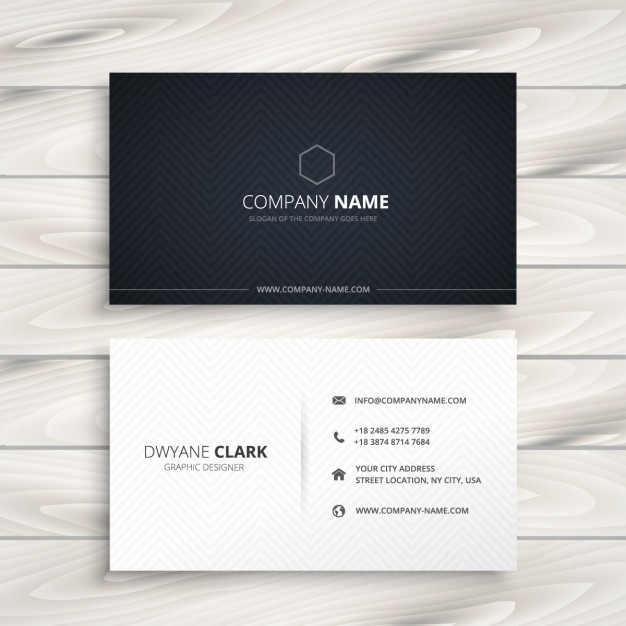 COMPANY NAME
SLOGAN OF THE COMPANY GOES HERE
WWW.COMPANY-NAME.COM
DWYANE CLARK
GRAPHIC DESIGNER
INFO@COMPANYNAME.COM
+18 2485 4275 7789
+18 3874 8714 7684
YOUR CITY ADDRESS
STREET LOCATION, NY CITY, USA
WWW.COMPANY-NAME.COM